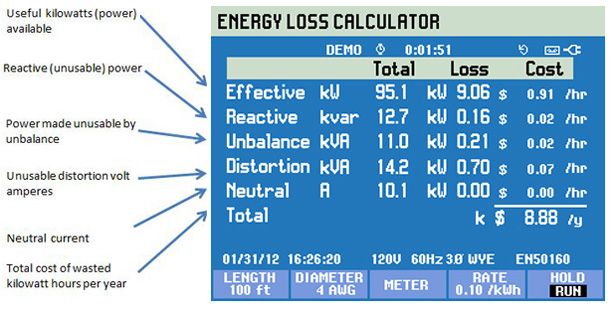 Useful kilowatts (power)
available
Reactive (unusable) power
Power made unusable by
unbalance
Unusable distortion volt
amperes
Neutral current
Total cost of wasted
kilowatt hours per year
ENERGY LOSS CALCULATOR
DEMO 0:01:51
Total Loss Cost
Effective kW 95.1 kW 9.06 $ 0.91 /hr
Reactive kvar 12.7 kW 0.16 $ 0.02 /hr
Unbalance kVA 11.0 kW 0.21 $ 0.02 /hr
Distortion kVA 14.2 kW 0.70 $ 0.07 /hr
Neutral A 10.1 kW 0.00 $ 0.00 /hr
Total k $ 8.88 /y
01/31/12 16:26:20 120V 60Hz 3Ø WYE EN50160
LENGTH DIAMETER METER RATE HOLD
100 ft 4 AWG 0.10 /kWh RUN